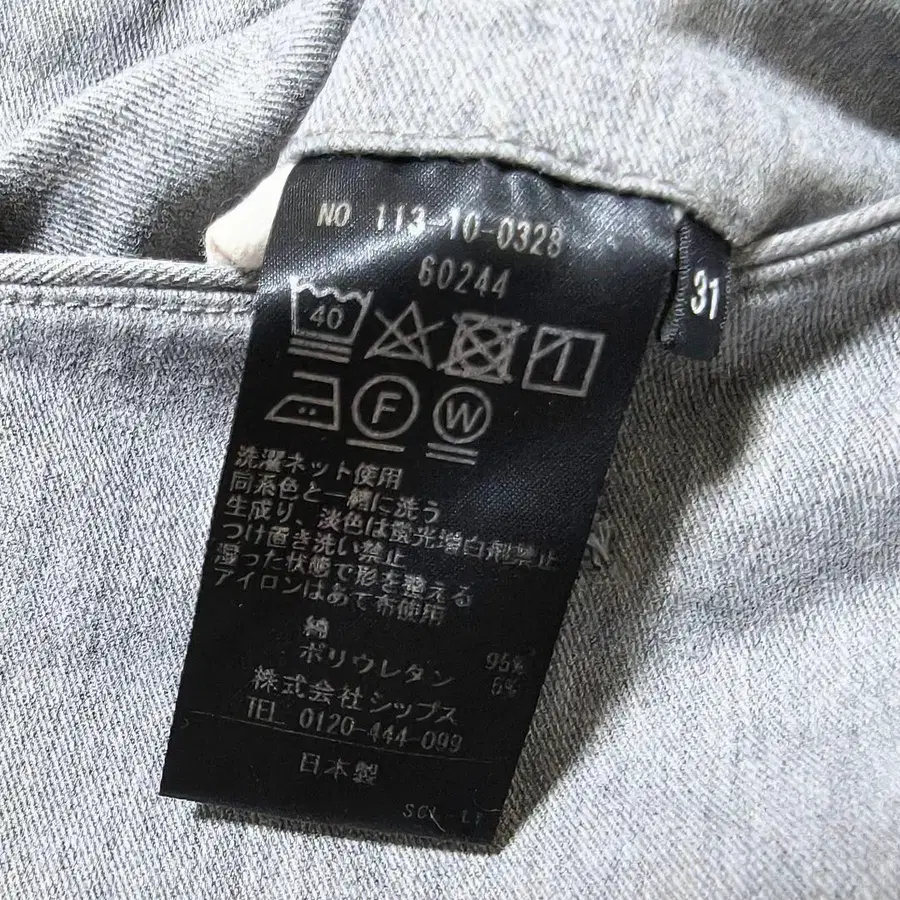 NO. 113-10-0328
60244
31
40
F W
洗濯ネット使用
同系色と一緒に洗う
生成り、淡色は蛍光増白剤禁止
つけ置き洗い禁止
湿った状態で形を整える
アイロンはあて布使用
綿 95%
ポリウレタン 5%
株式会社シップス
TEL 0120-444-099
日本製